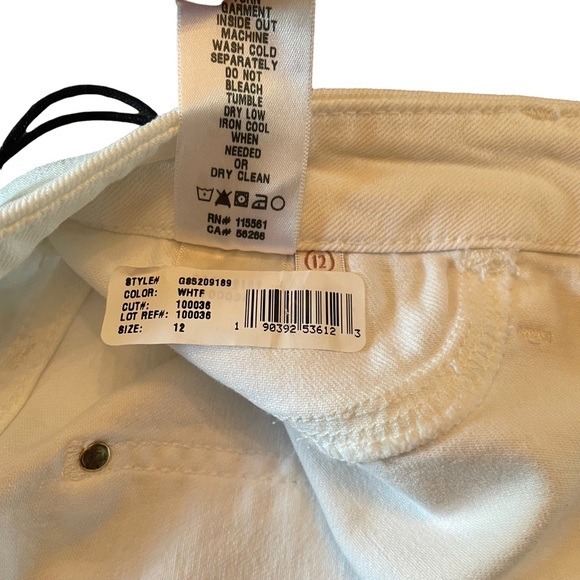 TURN
GARMENT
INSIDE OUT
MACHINE
WASH COLD
SEPARATELY
DO NOT
BLEACH
TUMBLE
DRY LOW
IRON COOL
WHEN
NEEDED
OR
DRY CLEAN
RN# 115561
CA# 56266
12
STYLE# G85209189
COLOR: WHTF
CUT#: 100036
LOT REF#: 100036
SIZE: 12
1 90392 53612 3